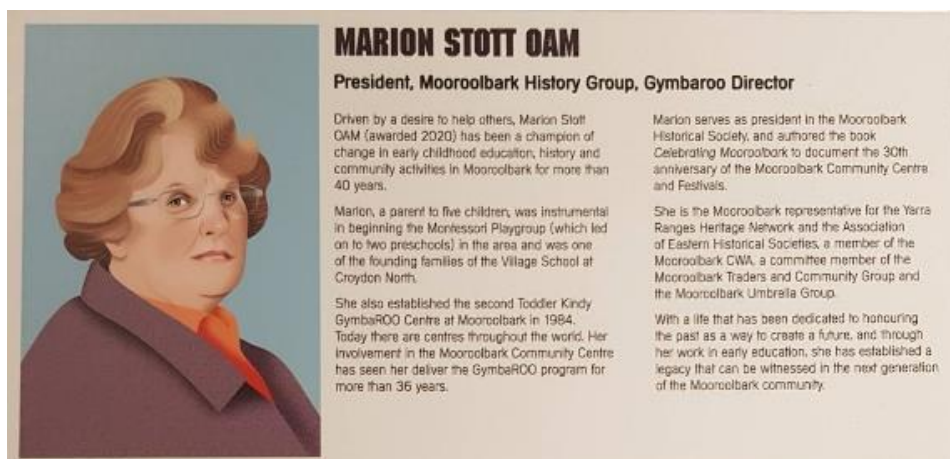 MARION STOTT OAM
President, Mooroolbark History Group, Gymbaroo Director
Driven by a desire to help others, Marion Stott
OAM (awarded 2020) has been a champion of
change in early childhood education, history and
community activities in Mooroolbark for more than
40 years.
Marion, a parent to five children, was instrumental
in beginning the Montessori Playgroup (which led
on to two preschools) in the area and was one
of the founding families of the Village School at
Croydon North.
She also established the second Toddler Kindy
GymbaROO Centre at Mooroolbark in 1984.
Today there are centres throughout the world. Her
involvement in the Mooroolbark Community Centre
has seen her deliver the GymbaROO program for
more than 36 years.
Marion serves as president in the Mooroolbark
Historical Society, and authored the book
Celebrating Mooroolbark to document the 30th
anniversary of the Mooroolbark Community Centre
and Festivals.
She is the Mooroolbark representative for the Yarra
Ranges Heritage Network and the Association
of Eastern Historical Societies, a member of the
Mooroolbark CWA, a committee member of the
Mooroolbark Traders and Community Group and
the Mooroolbark Umbrella Group.
With a life that has been dedicated to honouring
the past as a way to create a future, and through
her work in early education, she has established a
legacy that can be witnessed in the next generation
of the Mooroolbark community.